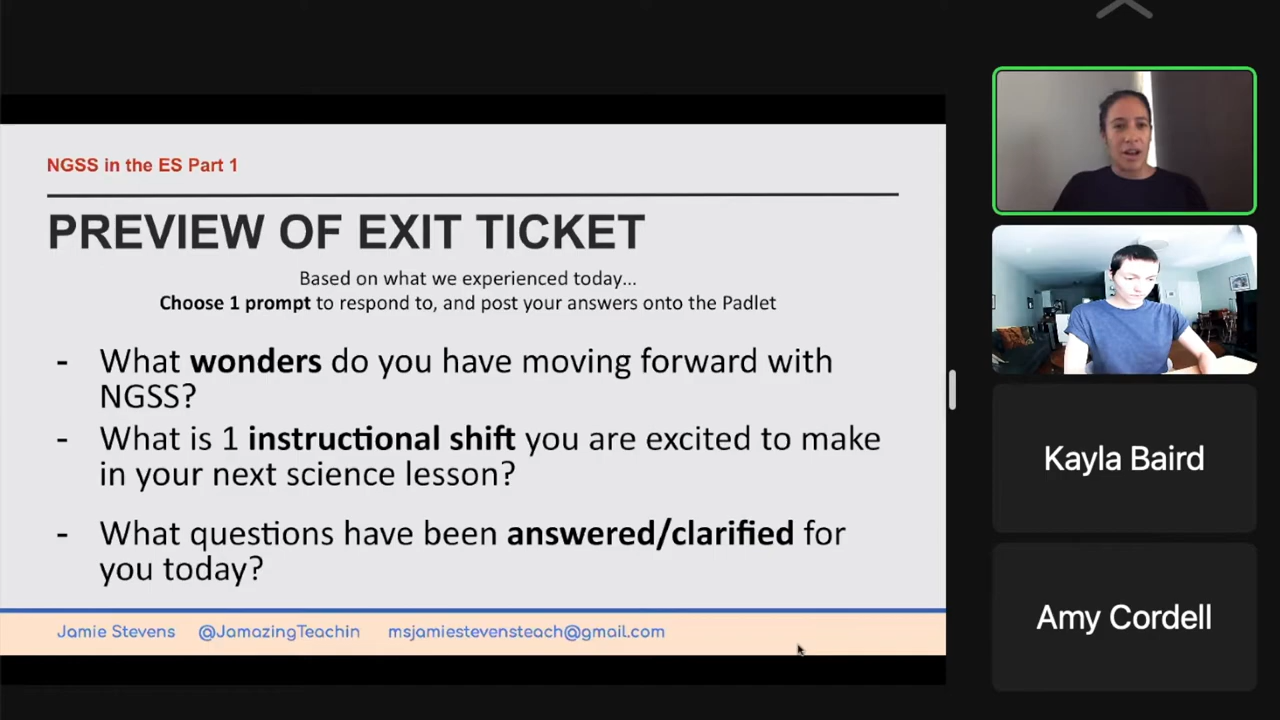 NGSS in the ES Part 1
PREVIEW OF EXIT TICKET
Based on what we experienced today...
Choose 1 prompt to respond to, and post your answers onto the Padlet
- What wonders do you have moving forward with
NGSS?
- What is 1 instructional shift you are excited to make
in your next science lesson?
- What questions have been answered/clarified for
you today?
Jamie Stevens @JamazingTeachin msjamiestevensteach@gmail.com
Kayla Baird
Amy Cordell